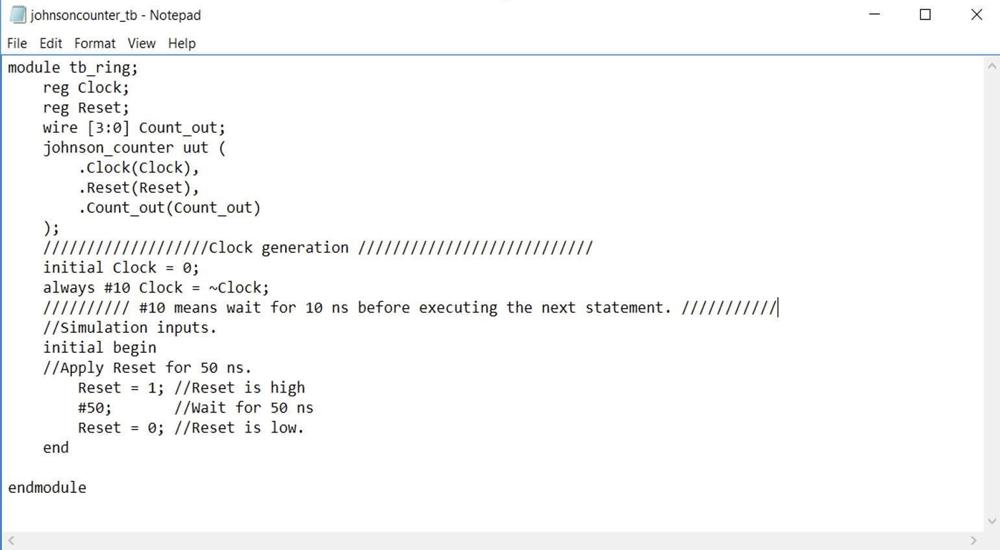 johnsoncounter_tb - Notepad
File Edit Format View Help
module tb_ring;
    reg Clock;
    reg Reset;
    wire [3:0] Count_out;
    johnson_counter uut (
        .Clock(Clock),
        .Reset(Reset),
        .Count_out(Count_out)
    );
    ///////////////////Clock generation ///////////////////////////
    initial Clock = 0;
    always #10 Clock = ~Clock;
    ////////// #10 means wait for 10 ns before executing the next statement. ///////////
    //Simulation inputs.
    initial begin
    //Apply Reset for 50 ns.
        Reset = 1; //Reset is high
        #50;       //Wait for 50 ns
        Reset = 0; //Reset is low.
    end

endmodule